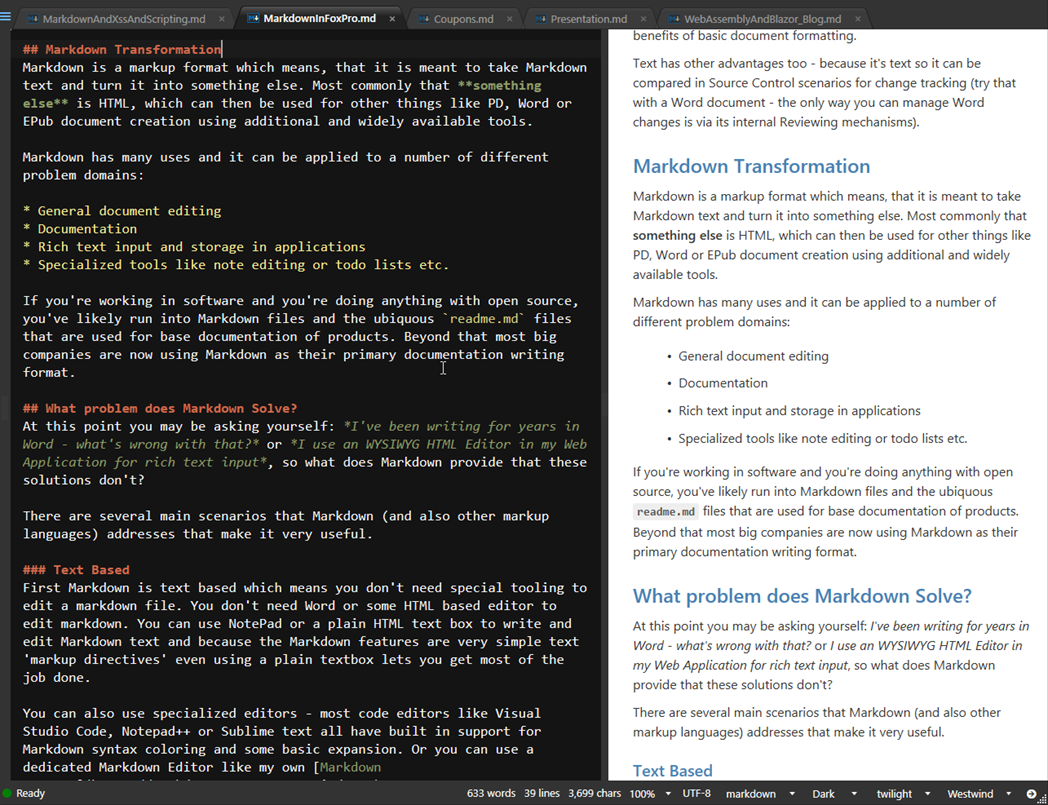 MarkdownAndXssAndScripting.md
MarkdownInFoxPro.md
Coupons.md
Presentation.md
WebAssemblyAndBlazor_Blog.md
## Markdown Transformation
Markdown is a markup format which means, that it is meant to take Markdown
text and turn it into something else. Most commonly that **something
else** is HTML, which can then be used for other things like PD, Word or
EPub document creation using additional and widely available tools.
Markdown has many uses and it can be applied to a number of different
problem domains:
* General document editing
* Documentation
* Rich text input and storage in applications
* Specialized tools like note editing or todo lists etc.
If you're working in software and you're doing anything with open source,
you've likely run into Markdown files and the ubiquous `readme.md` files
that are used for base documentation of products. Beyond that most big
companies are now using Markdown as their primary documentation writing
format.
## What problem does Markdown Solve?
At this point you may be asking yourself: *I've been writing for years in
Word - what's wrong with that?* or *I use an WYSIWYG HTML Editor in my Web
Application for rich text input*, so what does Markdown provide that these
solutions don't?
There are several main scenarios that Markdown (and also other markup
languages) addresses that make it very useful.
### Text Based
First Markdown is text based which means you don't need special tooling to
edit a markdown file. You don't need Word or some HTML based editor to
edit markdown. You can use NotePad or a plain HTML text box to write and
edit Markdown text and because the Markdown features are very simple text
'markup directives' even using a plain textbox lets you get most of the
job done.
You can also use specialized editors - most code editors like Visual
Studio Code, Notepad++ or Sublime text all have built in support for
Markdown syntax coloring and some basic expansion. Or you can use a
dedicated Markdown Editor like my own [Markdown
benefits of basic document formatting.
Text has other advantages too - because it's text so it can be
compared in Source Control scenarios for change tracking (try that
with a Word document - the only way you can manage Word
changes is via its internal Reviewing mechanisms).
Markdown Transformation
Markdown is a markup format which means, that it is meant to take
Markdown text and turn it into something else. Most commonly that
something else is HTML, which can then be used for other things like
PD, Word or EPub document creation using additional and widely
available tools.
Markdown has many uses and it can be applied to a number of
different problem domains:
• General document editing
• Documentation
• Rich text input and storage in applications
• Specialized tools like note editing or todo lists etc.
If you're working in software and you're doing anything with open
source, you've likely run into Markdown files and the ubiquous
readme.md files that are used for base documentation of products.
Beyond that most big companies are now using Markdown as their
primary documentation writing format.
What problem does Markdown Solve?
At this point you may be asking yourself: I've been writing for years in
Word - what's wrong with that? or I use an WYSIWYG HTML Editor in
my Web Application for rich text input, so what does Markdown
provide that these solutions don't?
There are several main scenarios that Markdown (and also other
markup languages) addresses that make it very useful.
Text Based
Ready
633 words 39 lines 3,699 chars 100% UTF-8 markdown Dark twilight Westwind